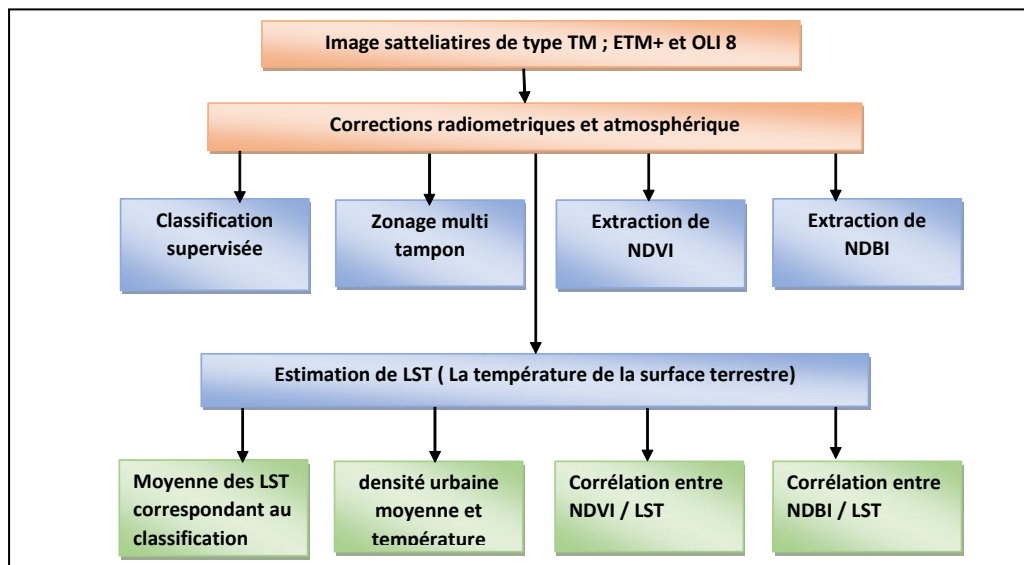 Image satteliatires de type TM ; ETM+ et OLI 8
Corrections radiometriques et atmosphérique
Classification
supervisée
Zonage multi
tampon
Extraction de
NDVI
Extraction de
NDBI
Estimation de LST ( La température de la surface terrestre)
Moyenne des LST
correspondant au
classification
densité urbaine
moyenne et
température
Corrélation entre
NDVI / LST
Corrélation entre
NDBI / LST